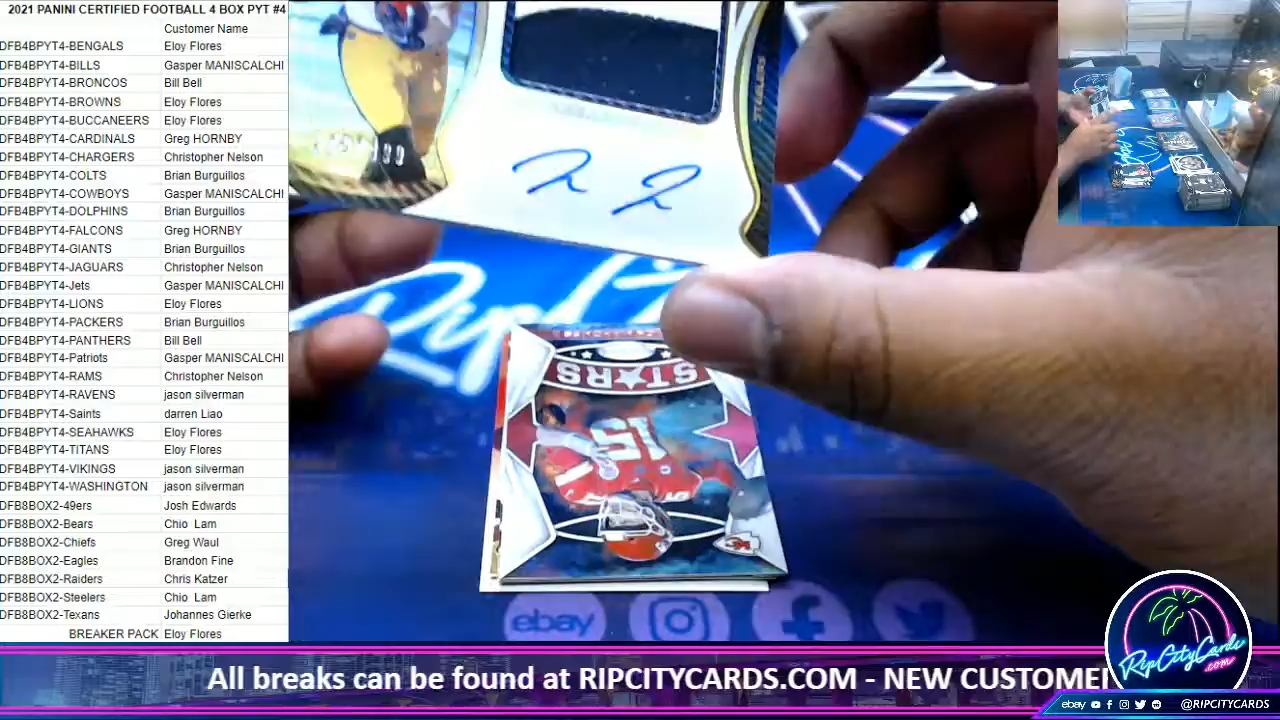 2021 PANINI CERTIFIED FOOTBALL 4 BOX PYT #4
Customer Name
DFB4BPYT4-BENGALS Eloy Flores
DFB4BPYT4-BILLS Gasper MANISCALCHI
DFB4BPYT4-BRONCOS Bill Bell
DFB4BPYT4-BROWNS Eloy Flores
DFB4BPYT4-BUCCANEERS Eloy Flores
DFB4BPYT4-CARDINALS Greg HORNBY
DFB4BPYT4-CHARGERS Christopher Nelson
DFB4BPYT4-COLTS Brian Burguillos
DFB4BPYT4-COWBOYS Gasper MANISCALCHI
DFB4BPYT4-DOLPHINS Brian Burguillos
DFB4BPYT4-FALCONS Greg HORNBY
DFB4BPYT4-GIANTS Brian Burguillos
DFB4BPYT4-JAGUARS Christopher Nelson
DFB4BPYT4-Jets Gasper MANISCALCHI
DFB4BPYT4-LIONS Eloy Flores
DFB4BPYT4-PACKERS Brian Burguillos
DFB4BPYT4-PANTHERS Bill Bell
DFB4BPYT4-Patriots Gasper MANISCALCHI
DFB4BPYT4-RAMS Christopher Nelson
DFB4BPYT4-RAVENS jason silverman
DFB4BPYT4-Saints darren Liao
DFB4BPYT4-SEAHAWKS Eloy Flores
DFB4BPYT4-TITANS Eloy Flores
DFB4BPYT4-VIKINGS jason silverman
DFB4BPYT4-WASHINGTON jason silverman
DFB8BOX2-49ers Josh Edwards
DFB8BOX2-Bears Chio Lam
DFB8BOX2-Chiefs Greg Waul
DFB8BOX2-Eagles Brandon Fine
DFB8BOX2-Raiders Chris Katzer
DFB8BOX2-Steelers Chio Lam
DFB8BOX2-Texans Johannes Gierke
BREAKER PACK Eloy Flores
STEELERS
STARS
15
ebay
All breaks can be found at RIPCITYCARDS.COM - NEW CUSTOMER
RipCityCards
.com
ebay @RIPCITYCARDS